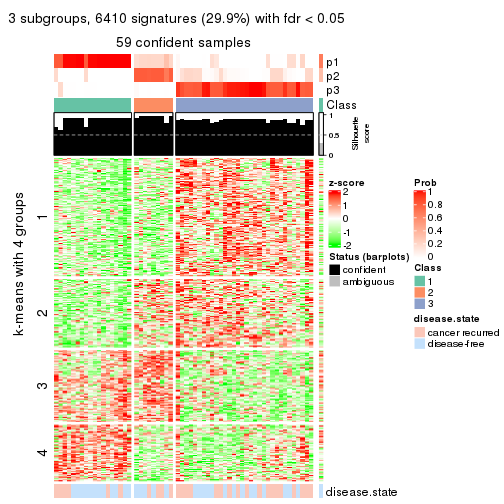 3 subgroups, 6410 signatures (29.9%) with fdr < 0.05
59 confident samples
p1
p2
p3
Class
1
0.5
0
Silhouette
score
k-means with 4 groups
1
2
3
4
disease.state
z-score
2
1
0
-1
-2
Status (barplots)
confident
ambiguous
Prob
1
0.8
0.6
0.4
0.2
0
Class
1
2
3
disease.state
cancer recurred
disease-free